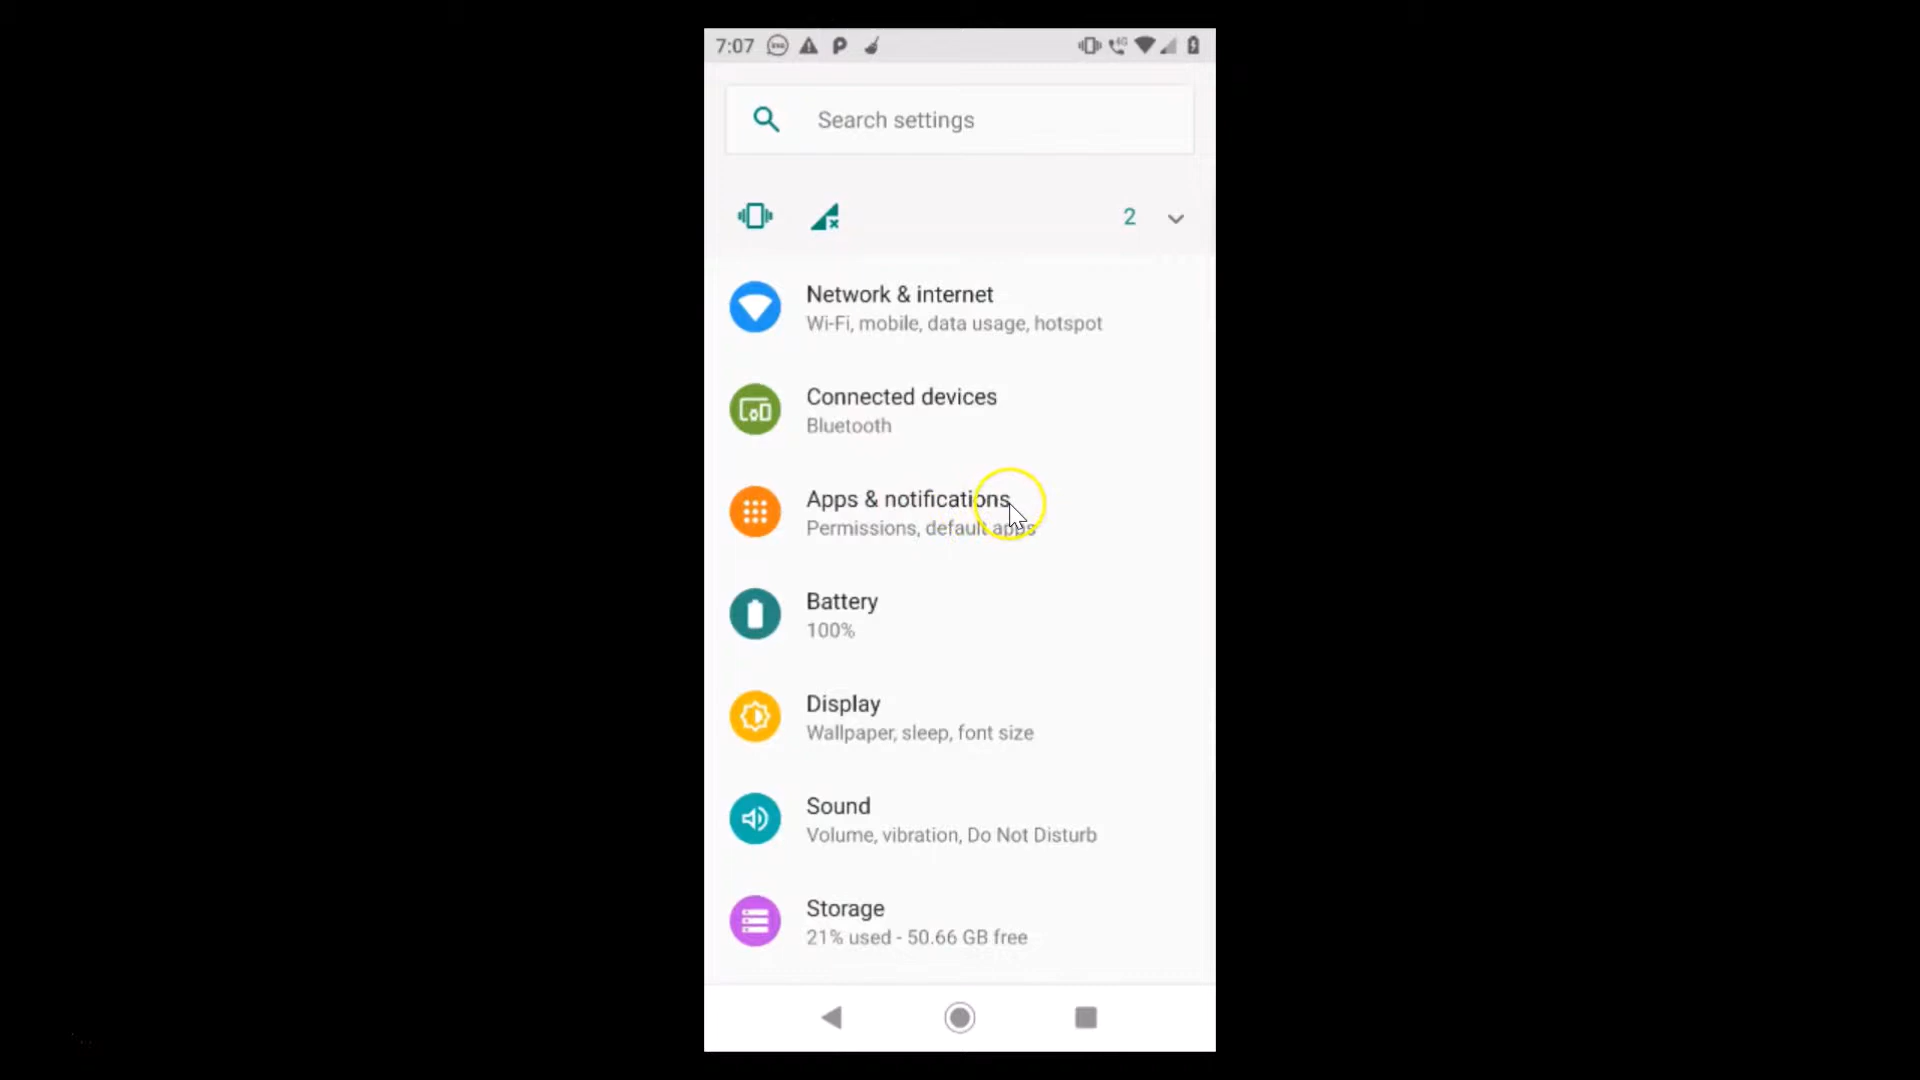 7:07
4G
Search settings
2
Network & internet
Wi-Fi, mobile, data usage, hotspot
Connected devices
Bluetooth
Apps & notifications
Permissions, default apps
Battery
100%
Display
Wallpaper, sleep, font size
Sound
Volume, vibration, Do Not Disturb
Storage
21% used - 50.66 GB free